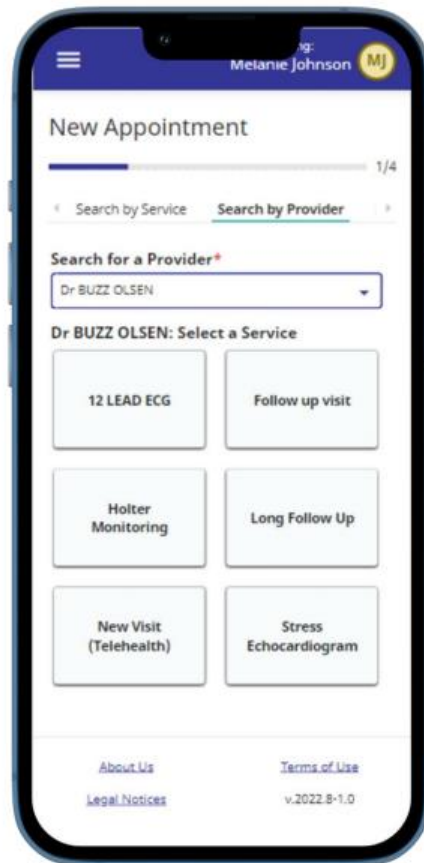 ng:
Melanie Johnson MJ
New Appointment
1/4
Search by Service Search by Provider
Search for a Provider*
Dr BUZZ OLSEN
Dr BUZZ OLSEN: Select a Service
12 LEAD ECG
Follow up visit
Holter
Monitoring
Long Follow Up
New Visit
(Telehealth)
Stress
Echocardiogram
About Us Terms of Use
Legal Notices v.2022.8-1.0